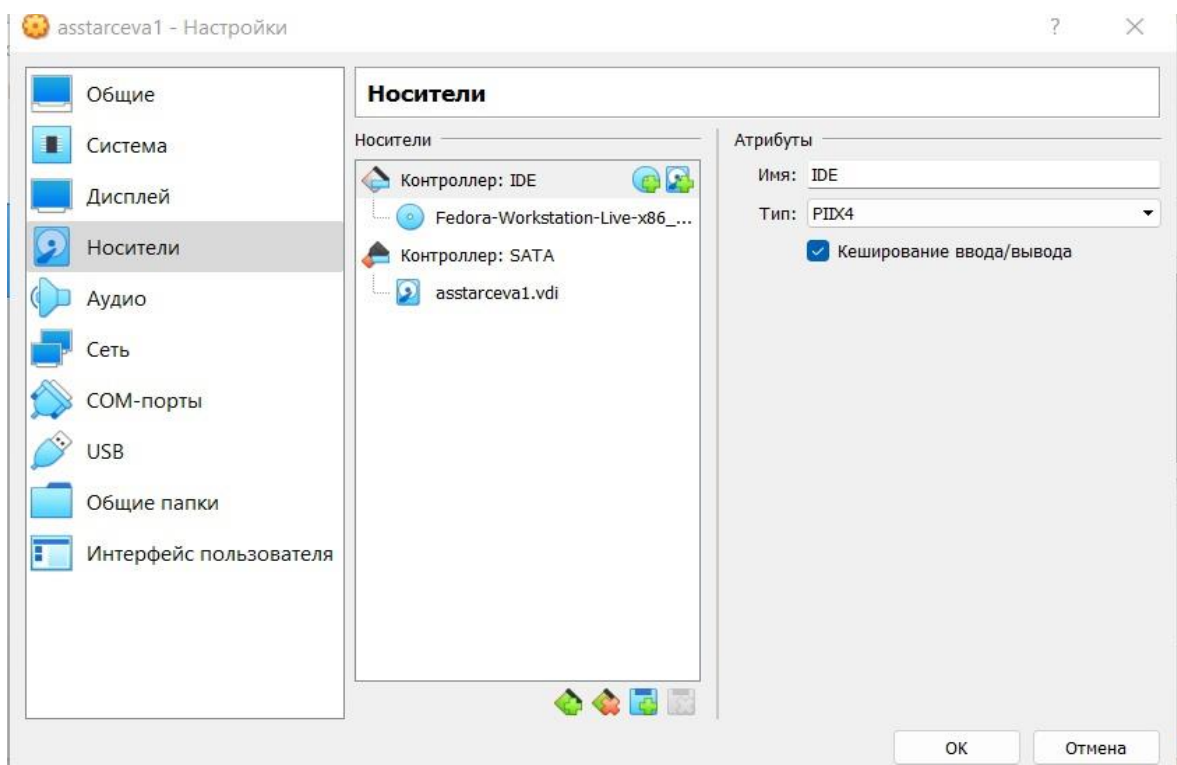 asstarceva1 - Настройки
?
Общие
Система
Дисплей
Носители
Аудио
Сеть
COM-порты
USB
Общие папки
Интерфейс пользователя
Носители
Носители
Контроллер: IDE
Fedora-Workstation-Live-x86_...
Контроллер: SATA
asstarceva1.vdi
Атрибуты
Имя: IDE
Тип: PIIX4
Кеширование ввода/вывода
OK
Отмена